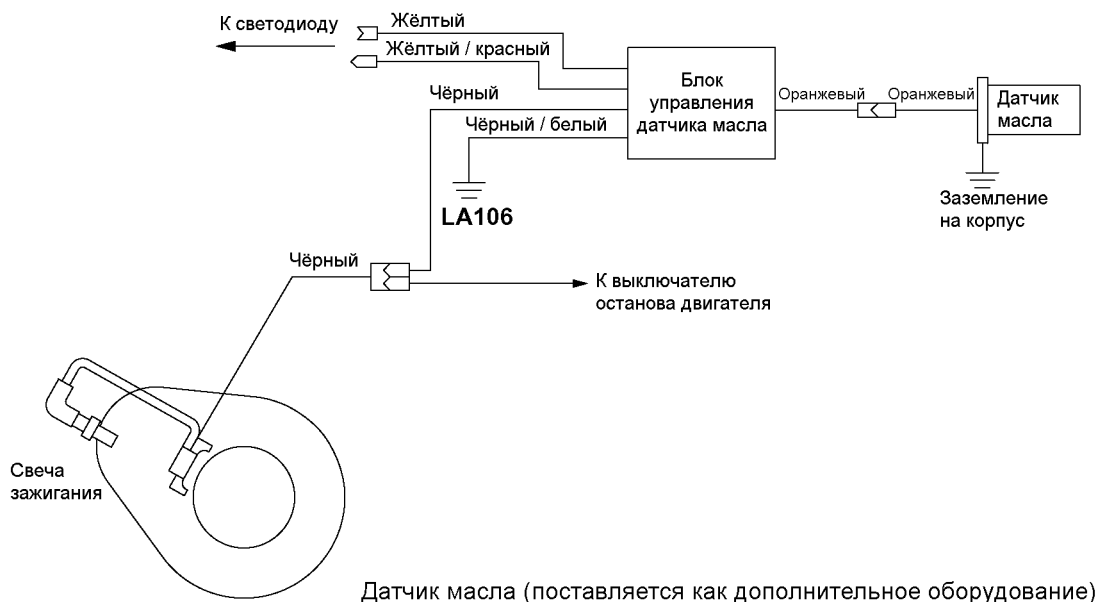 К светодиоду
Жёлтый
Жёлтый / красный
Чёрный
Чёрный / белый
Блок
управления
датчика масла
Оранжевый
Оранжевый
Датчик
масла
LA106
Заземление
на корпус
Чёрный
К выключателю
останова двигателя
Свеча
зажигания
Датчик масла (поставляется как дополнительное оборудование)